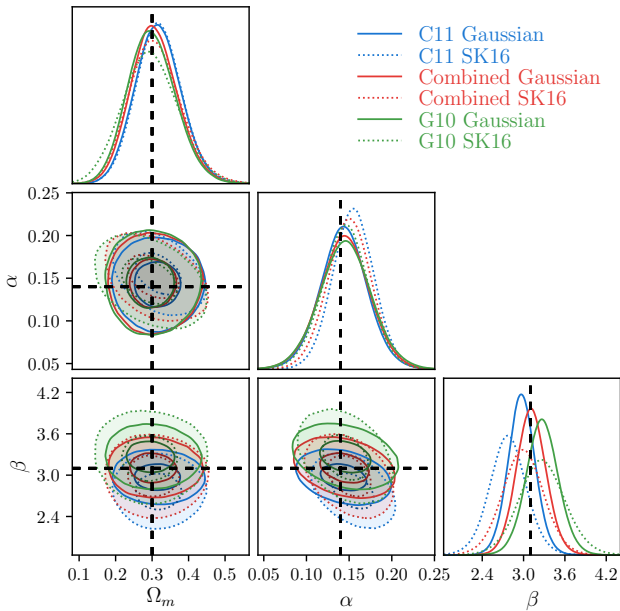 C11 Gaussian
C11 SK16
Combined Gaussian
Combined SK16
G10 Gaussian
G10 SK16
0.25
0.20
0.15
0.10
0.05
α
4.2
3.6
3.0
2.4
β
0.1 0.2 0.3 0.4 0.5
0.05 0.10 0.15 0.20 0.25
2.4 3.0 3.6 4.2
Ωm
α
β